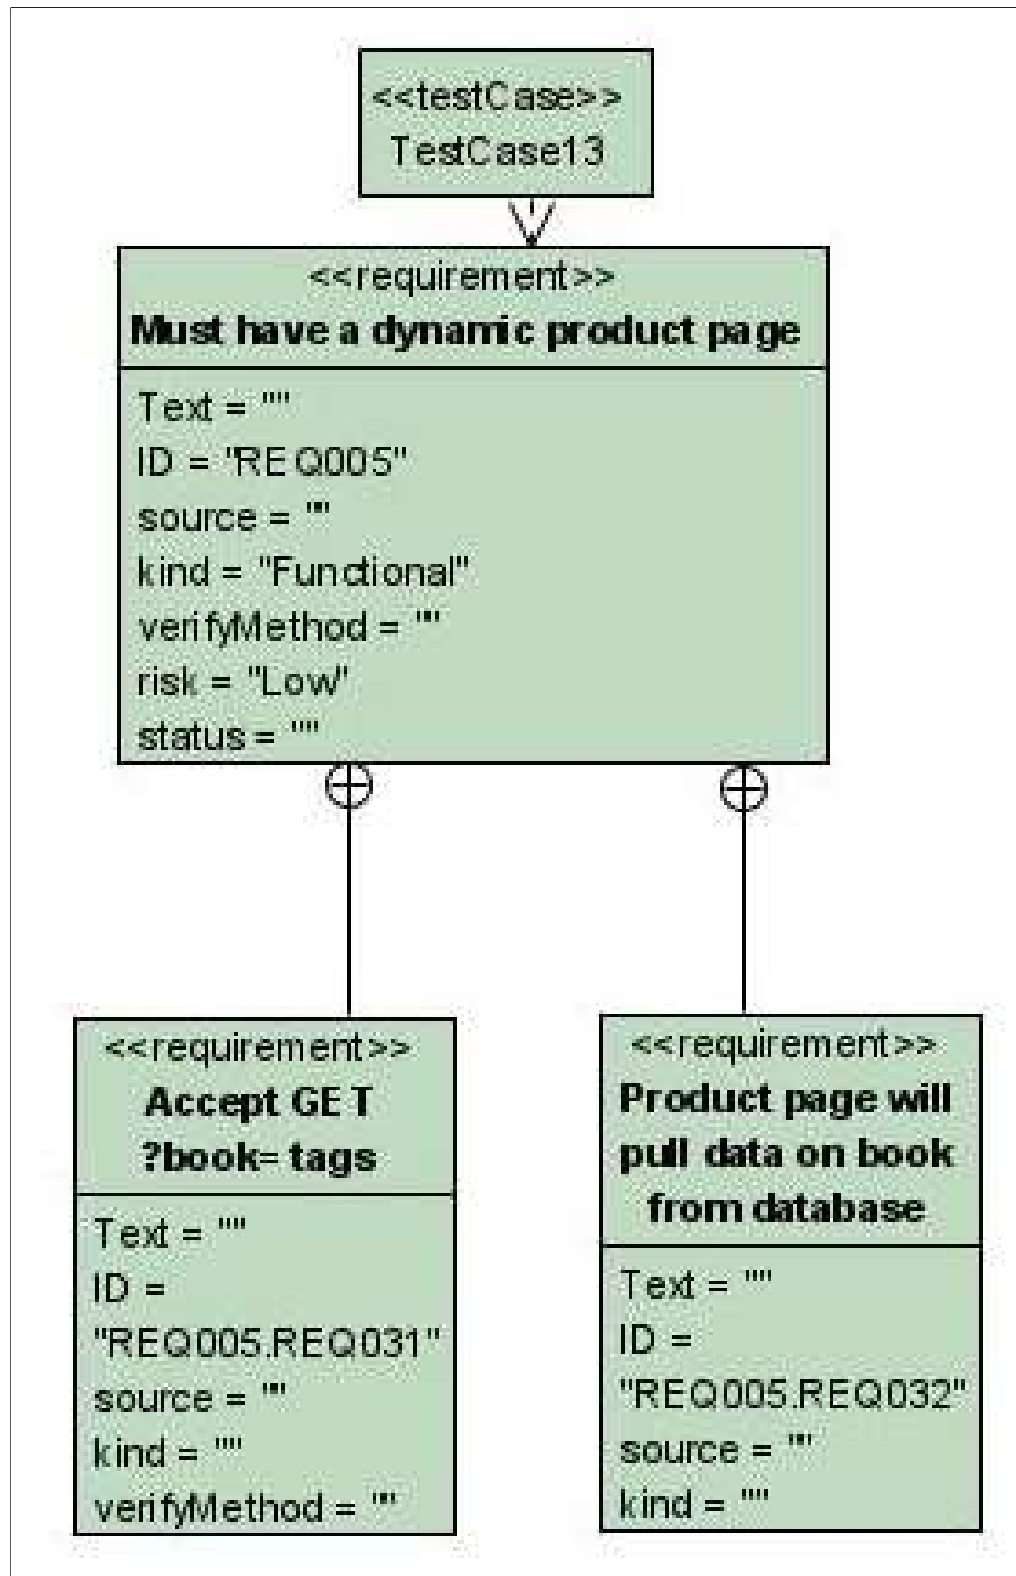 <<testCase>>
TestCase13
<<requirement>>
Must have a dynamic product page
Text = ""
ID = "REQ005"
source = ""
kind = "Functional"
verifyMethod = ""
risk = "Low"
status = ""
<<requirement>>
Accept GET
?book= tags
Text = ""
ID =
"REQ005.REQ031"
source = ""
kind = ""
verifyMethod = ""
<<requirement>>
Product page will
pull data on book
from database
Text = ""
ID =
"REQ005.REQ032"
source = ""
kind = ""